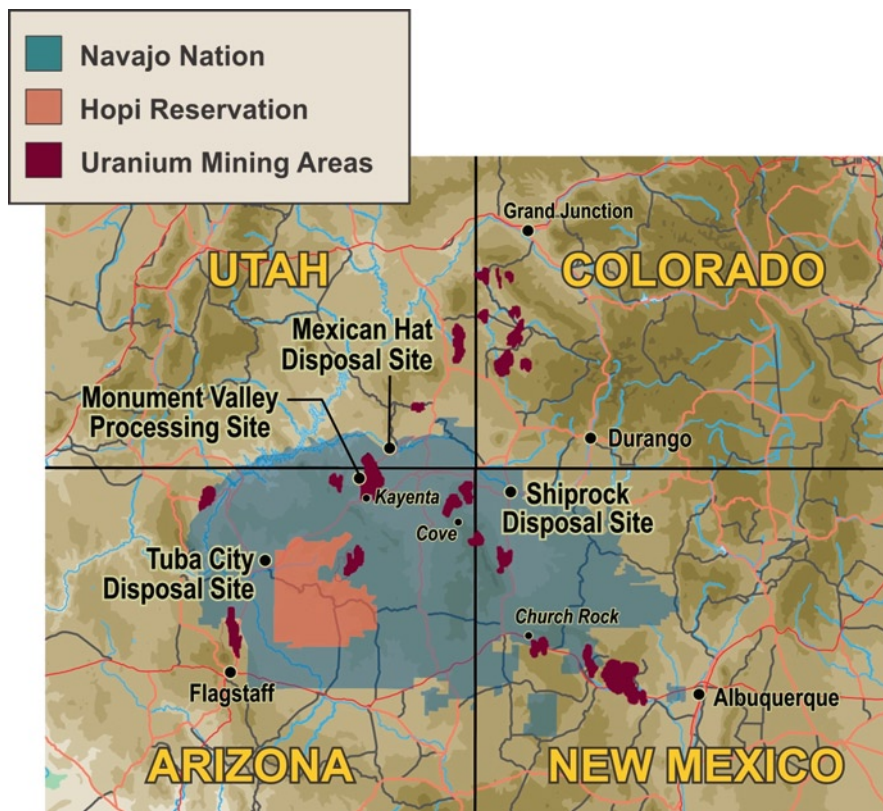 Navajo Nation
Hopi Reservation
Uranium Mining Areas
Grand Junction
UTAH
COLORADO
Mexican Hat
Disposal Site
Monument Valley
Processing Site
Durango
Kayenta
Shiprock
Disposal Site
Cove
Tuba City
Disposal Site
Church Rock
Flagstaff
Albuquerque
ARIZONA
NEW MEXICO